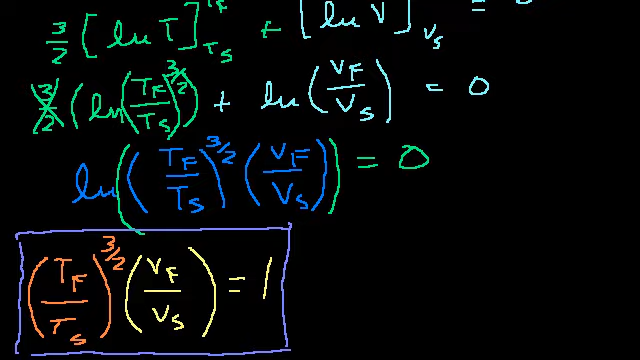 3/2 [ln T]_{T_S}^{T_F} + [ln V]_{V_S} = 0
3/2 (ln(T_F/T_S)^{3/2}) + ln(V_F/V_S) = 0
ln((T_F/T_S)^{3/2} (V_F/V_S)) = 0
(T_F/T_S)^{3/2} (V_F/V_S) = 1